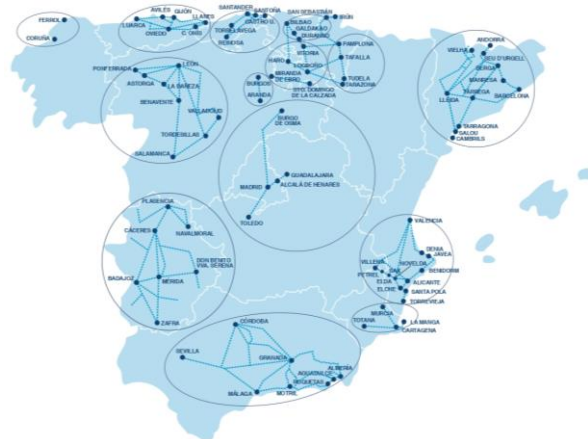 FERROL
CORUÑA
AVILÉS
GIJÓN
LUARCA
LLANES
OVIEDO
C. ONÍS
SANTANDER
SANTOÑA
CASTRO U.
TORRELAVEGA
REINOSA
SAN SEBASTIÁN
IRÚN
BILBAO
GALDAKAO
DURANGO
VITORIA
PAMPLONA
HARO
LOGROÑO
TAFALLA
MIRANDA
DE EBRO
STO. DOMINGO
DE LA CALZADA
TUDELA
TARAZONA
BURGOS
ARANDA
ANDORRA
VIELHA
SEU D'URGELL
BERGA
MANRESA
TÀRREGA
LLEIDA
BARCELONA
TARRAGONA
SALOU
CAMBRILS
PONFERRADA
LEÓN
ASTORGA
LA BAÑEZA
BENAVENTE
VALLADOLID
TORDESILLAS
SALAMANCA
BURGO
DE OSMA
GUADALAJARA
MADRID
ALCALÁ DE HENARES
TOLEDO
PLASENCIA
CÁCERES
NAVALMORAL
DON BENITO
VVA. SERENA
BADAJOZ
MÉRIDA
ZAFRA
VALENCIA
DENIA
JAVEA
VILLENA
NOVELDA
PETREL
SAX
BENIDORM
ELDA
ALICANTE
ELCHE
SANTA POLA
TORREVIEJA
MURCIA
TOTANA
LA MANGA
CARTAGENA
CÓRDOBA
SEVILLA
GRANADA
ALMERÍA
AGUADULCE
ROQUETAS
MÁLAGA
MOTRIL